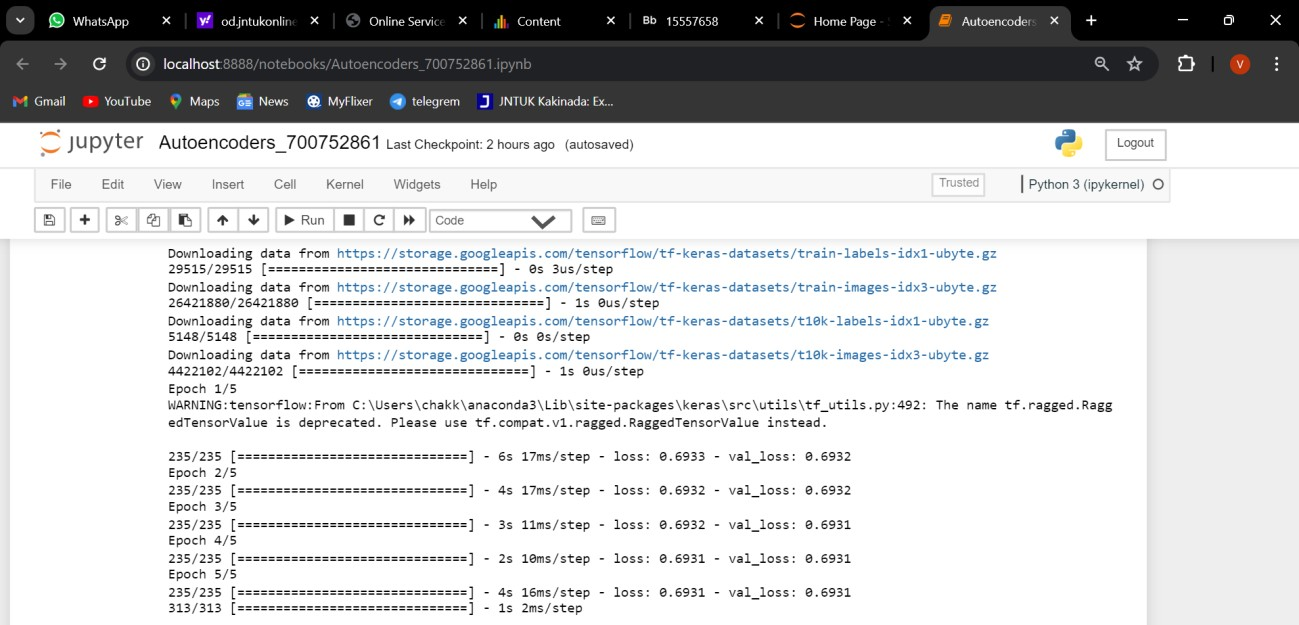 WhatsApp
od.jntukonline
Online Service
Content
Bb 15557658
Home Page -
Autoencoders
localhost:8888/notebooks/Autoencoders_700752861.ipynb
V
Gmail
YouTube
Maps
GE News
MyFlixer
telegrem
J JNTUK Kakinada: Ex...
jupyter Autoencoders_700752861 Last Checkpoint: 2 hours ago (autosaved)
Logout
File Edit View Insert Cell Kernel Widgets Help
Trusted
Python 3 (ipykernel)
Run
Code
Downloading data from https://storage.googleapis.com/tensorflow/tf-keras-datasets/train-labels-idx1-ubyte.gz
29515/29515 [==============================] - 0s 3us/step
Downloading data from https://storage.googleapis.com/tensorflow/tf-keras-datasets/train-images-idx3-ubyte.gz
26421880/26421880 [==============================] - 1s 0us/step
Downloading data from https://storage.googleapis.com/tensorflow/tf-keras-datasets/t10k-labels-idx1-ubyte.gz
5148/5148 [==============================] - 0s 0s/step
Downloading data from https://storage.googleapis.com/tensorflow/tf-keras-datasets/t10k-images-idx3-ubyte.gz
4422102/4422102 [==============================] - 1s 0us/step
Epoch 1/5
WARNING:tensorflow:From C:\Users\chakk\anaconda3\Lib\site-packages\keras\src\utils\tf_utils.py:492: The name tf.ragged.Ragg
edTensorValue is deprecated. Please use tf.compat.v1.ragged.RaggedTensorValue instead.
235/235 [==============================] - 6s 17ms/step - loss: 0.6933 - val_loss: 0.6932
Epoch 2/5
235/235 [==============================] - 4s 17ms/step - loss: 0.6932 - val_loss: 0.6932
Epoch 3/5
235/235 [==============================] - 3s 11ms/step - loss: 0.6932 - val_loss: 0.6931
Epoch 4/5
235/235 [==============================] - 2s 10ms/step - loss: 0.6931 - val_loss: 0.6931
Epoch 5/5
235/235 [==============================] - 4s 16ms/step - loss: 0.6931 - val_loss: 0.6931
313/313 [==============================] - 1s 2ms/step